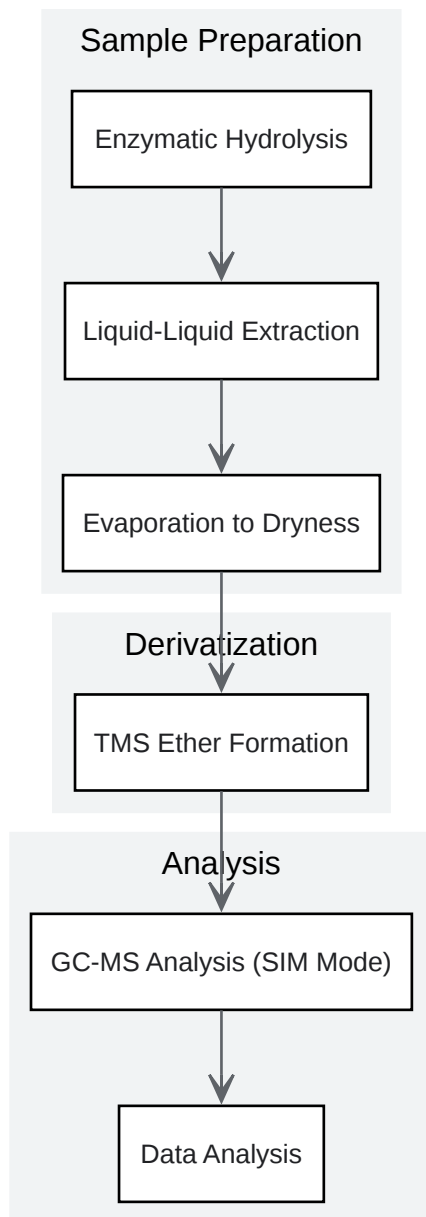 Sample Preparation
Enzymatic Hydrolysis
Liquid-Liquid Extraction
Evaporation to Dryness
Derivatization
TMS Ether Formation
Analysis
GC-MS Analysis (SIM Mode)
Data Analysis